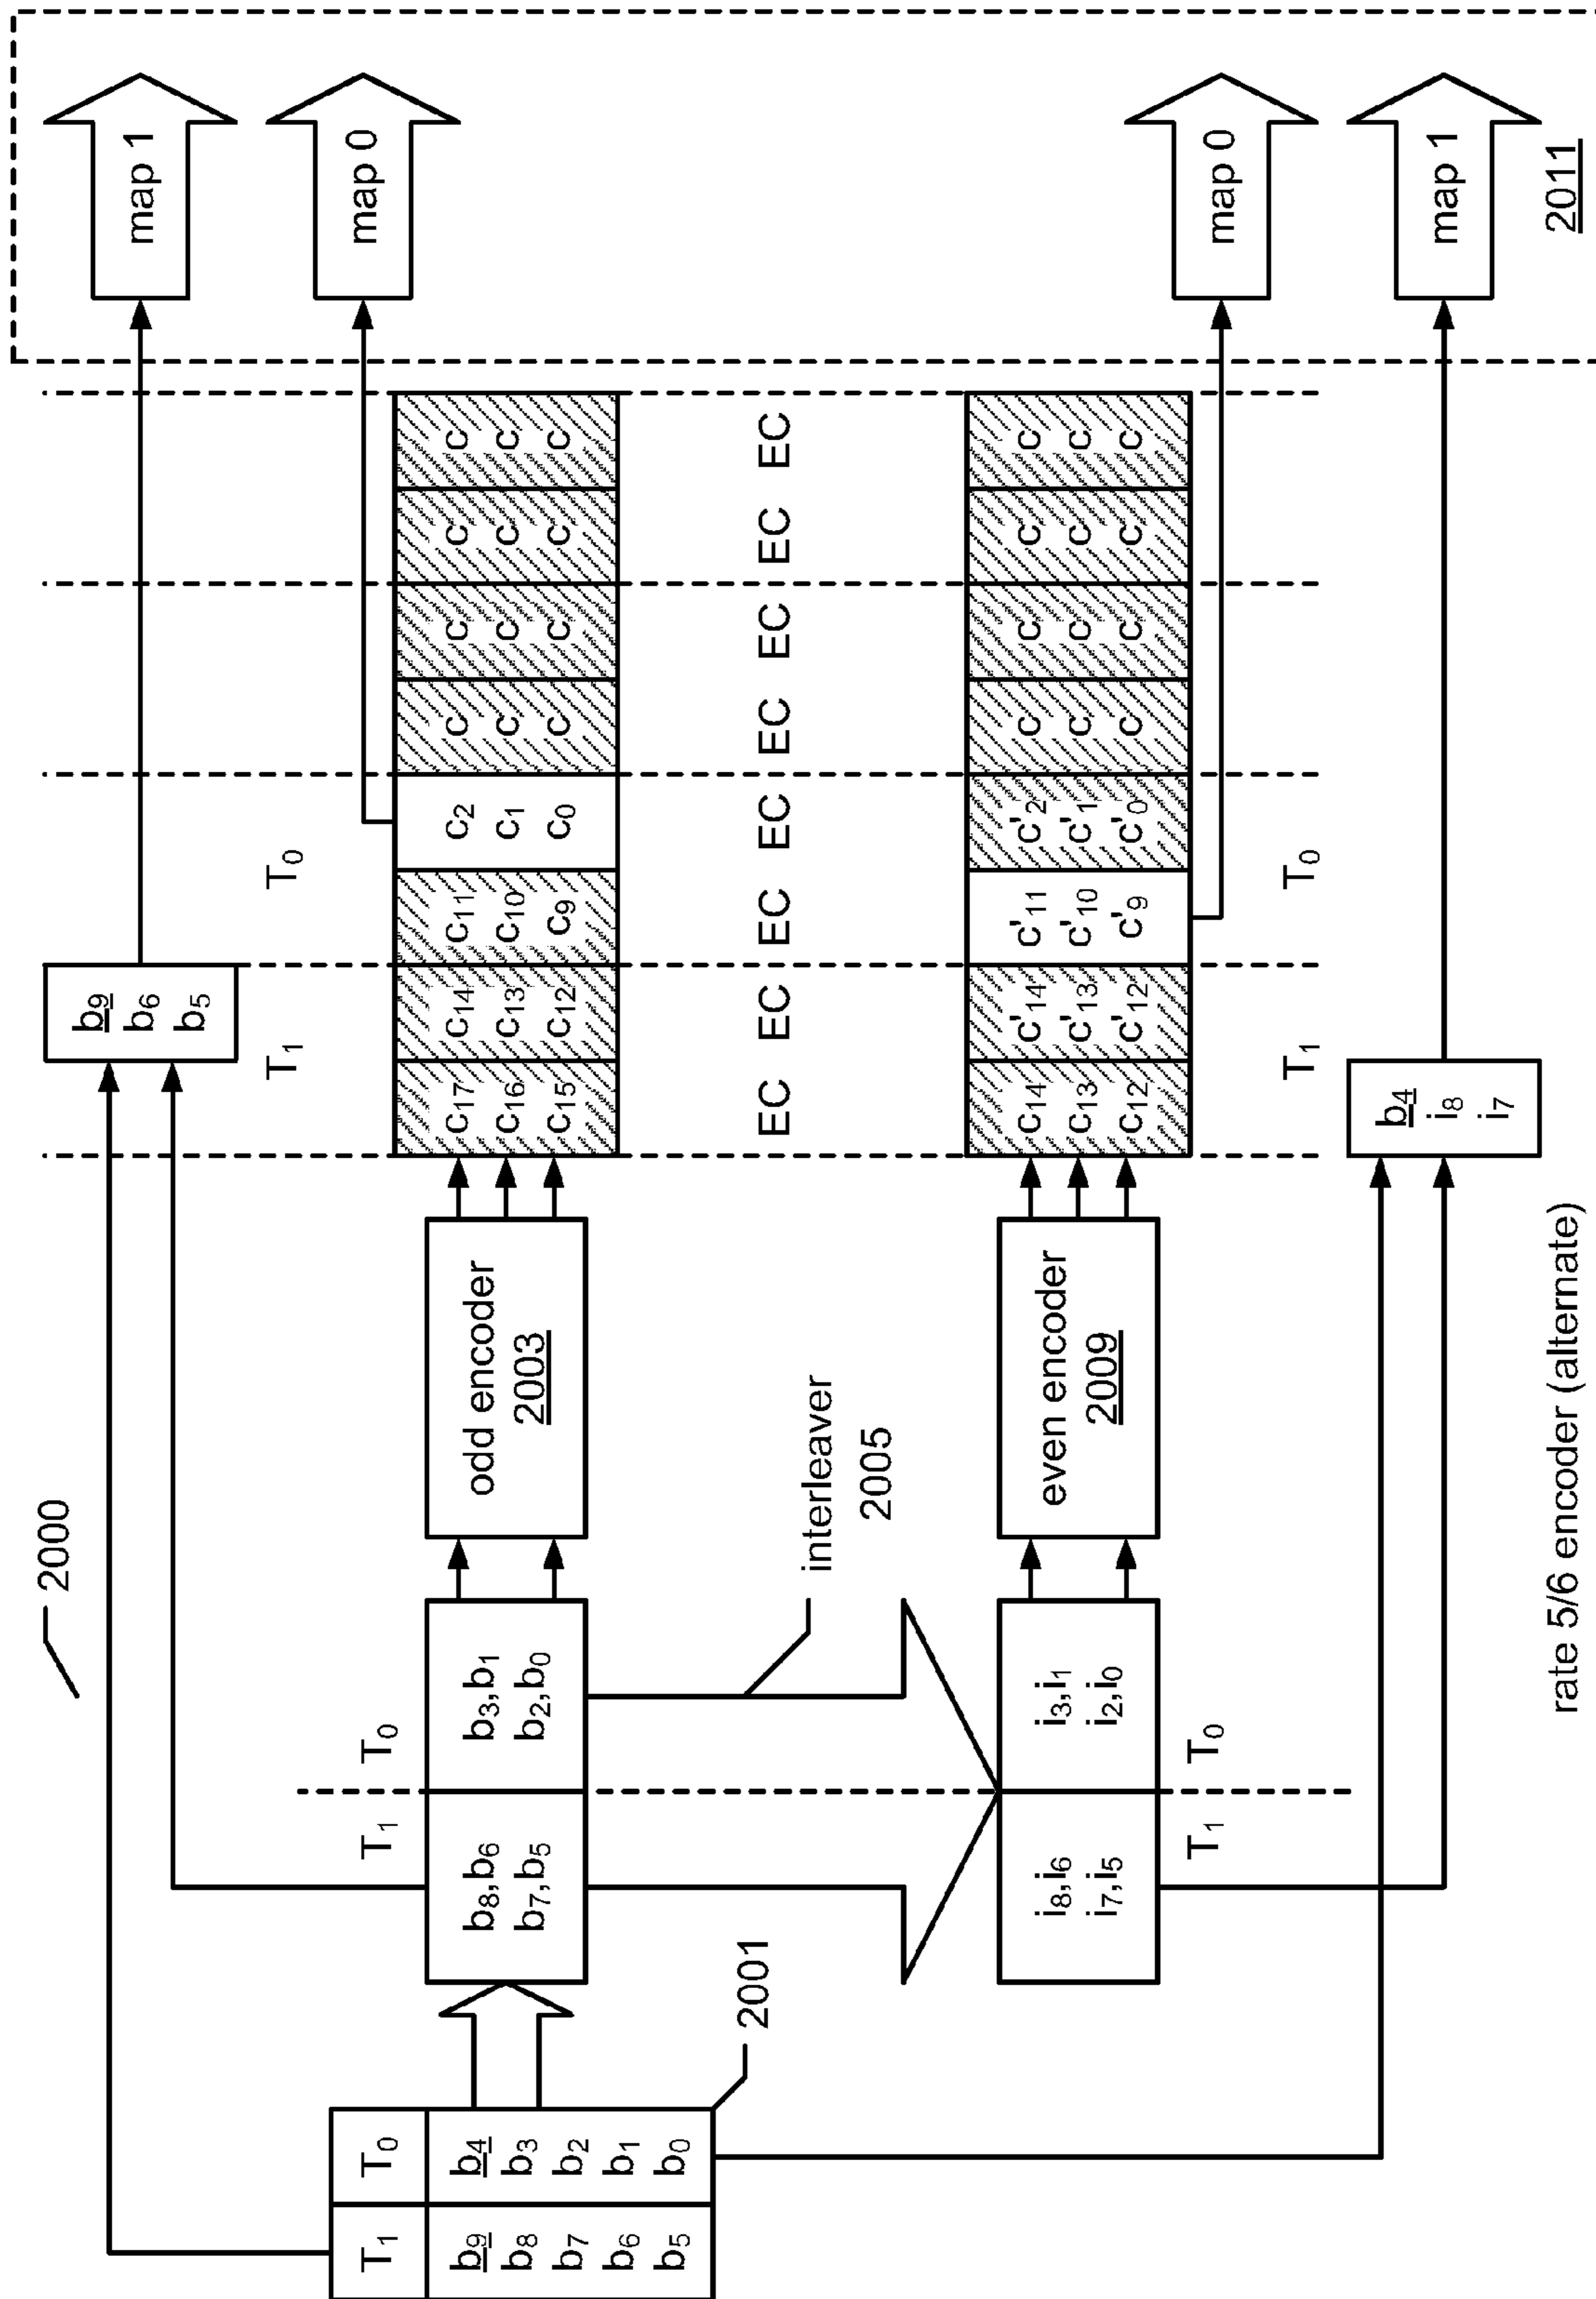 2000
T1 T0
b9 b4
b8 b3
b7 b2
b6 b1
b5 b0
2001
T1 T0
b8,b6 b3,b1
b7,b5 b2,b0
odd encoder
2003
interleaver
2005
i8,i6 i3,i1
i7,i5 i2,i0
T1 T0
even encoder
2009
b9
b6
b5
T1 T0
c17 c14 c11 c2 c c c c
c16 c13 c10 c1 c c c c
c15 c12 c9 c0 c c c c
EC EC EC EC EC EC EC EC
c14 c'14 c'11 c'2 c c c c
c13 c'13 c'10 c'1 c c c c
c12 c'12 c'9 c'0 c c c c
T1 T0
b4
i8
i7
map 1
map 0
map 0
map 1
2011
rate 5/6 encoder (alternate)